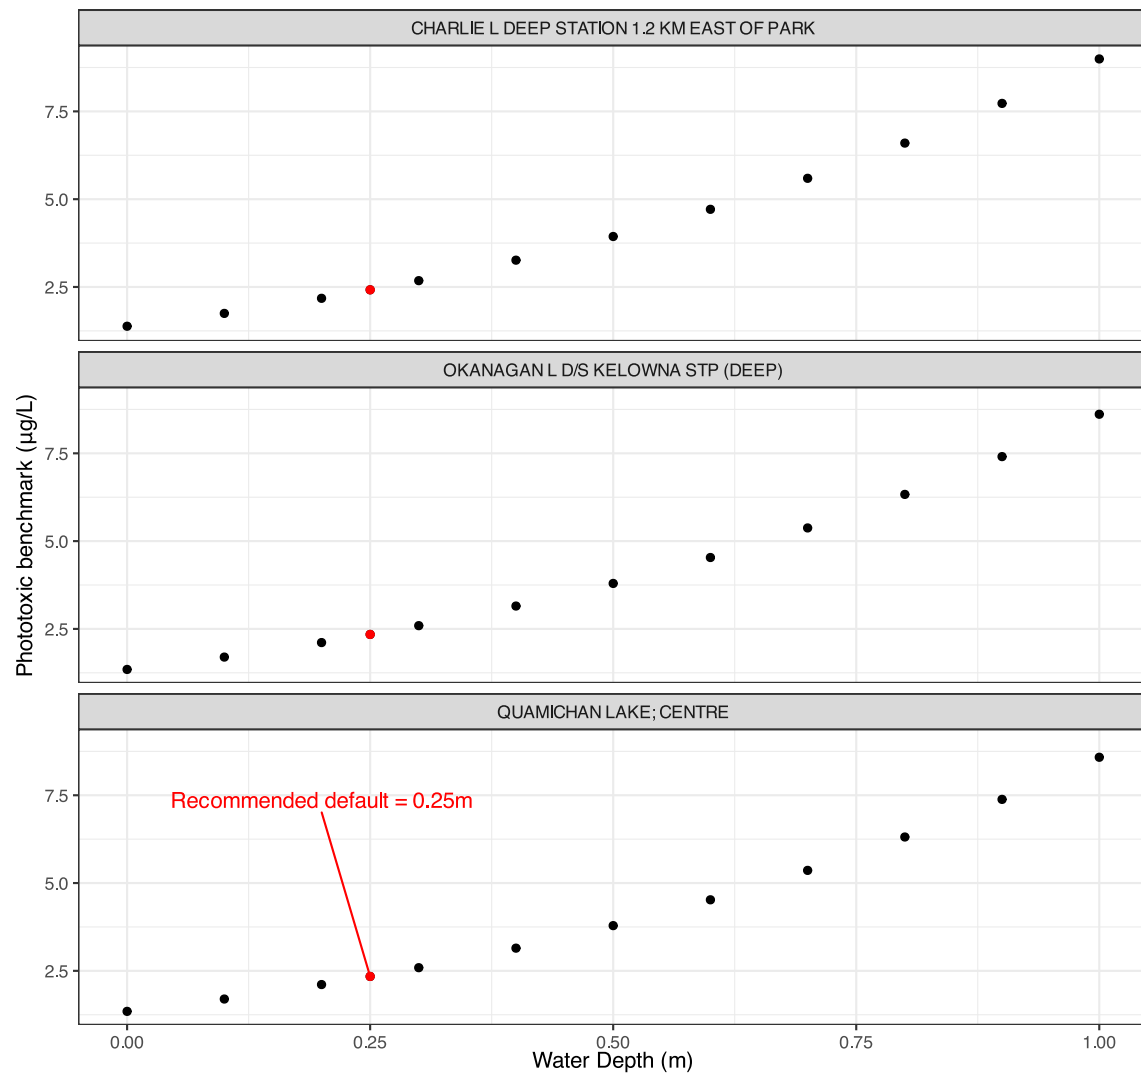 CHARLIE L DEEP STATION 1.2 KM EAST OF PARK
7.5
5.0
2.5
OKANAGAN L D/S KELOWNA STP (DEEP)
7.5
5.0
2.5
Phototoxic benchmark (µg/L)
QUAMICHAN LAKE; CENTRE
7.5
Recommended default = 0.25m
5.0
2.5
0.00 0.25 0.50 0.75 1.00
Water Depth (m)